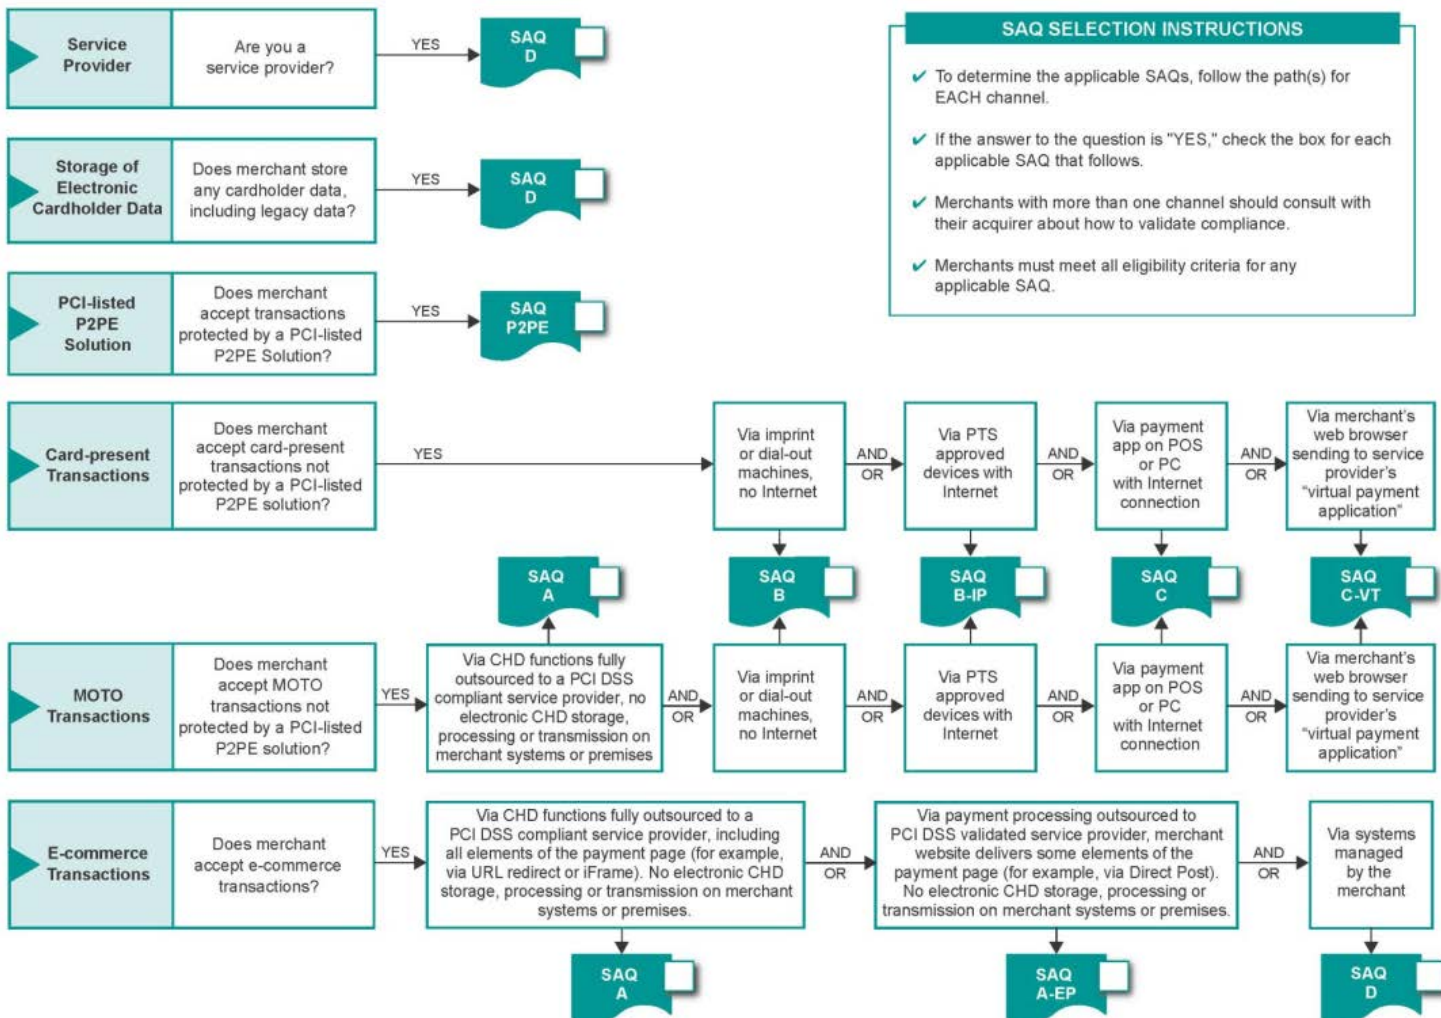 Service
Provider
Are you a
service provider?
YES
SAQ
D
SAQ SELECTION INSTRUCTIONS
To determine the applicable SAQs, follow the path(s) for
EACH channel.
If the answer to the question is "YES," check the box for each
applicable SAQ that follows.
Merchants with more than one channel should consult with
their acquirer about how to validate compliance.
Merchants must meet all eligibility criteria for any
applicable SAQ.
Storage of
Electronic
Cardholder Data
Does merchant store
any cardholder data,
including legacy data?
YES
SAQ
D
PCI-listed
P2PE
Solution
Does merchant
accept transactions
protected by a PCI-listed
P2PE Solution?
YES
SAQ
P2PE
Card-present
Transactions
Does merchant
accept card-present
transactions not
protected by a PCI-listed
P2PE solution?
YES
Via imprint
or dial-out
machines,
no Internet
AND
OR
Via PTS
approved
devices with
Internet
AND
OR
Via payment
app on POS
or PC
with Internet
connection
AND
OR
Via merchant's
web browser
sending to service
provider's
"virtual payment
application"
SAQ
A
SAQ
B
SAQ
B-IP
SAQ
C
SAQ
C-VT
MOTO
Transactions
Does merchant
accept MOTO
transactions not
protected by a PCI-listed
P2PE solution?
YES
Via CHD functions fully
outsourced to a PCI DSS
compliant service provider, no
electronic CHD storage,
processing or transmission on
merchant systems or premises
AND
OR
Via imprint
or dial-out
machines,
no Internet
AND
OR
Via PTS
approved
devices with
Internet
AND
OR
Via payment
app on POS
or PC
with Internet
connection
AND
OR
Via merchant's
web browser
sending to service
provider's
"virtual payment
application"
E-commerce
Transactions
Does merchant
accept e-commerce
transactions?
YES
Via CHD functions fully outsourced to a
PCI DSS compliant service provider, including
all elements of the payment page (for example,
via URL redirect or iFrame). No electronic CHD
storage, processing or transmission on merchant
systems or premises.
AND
OR
Via payment processing outsourced to
PCI DSS validated service provider, merchant
website delivers some elements of the
payment page (for example, via Direct Post).
No electronic CHD storage, processing or
transmission on merchant systems or premises.
AND
OR
Via systems
managed
by the
merchant
SAQ
A
SAQ
A-EP
SAQ
D